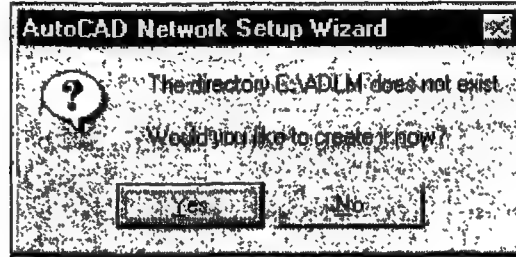 AutoCAD Network Setup Wizard
The directory E:\ADLM does not exist.
Would you like to create it now?
Yes
No